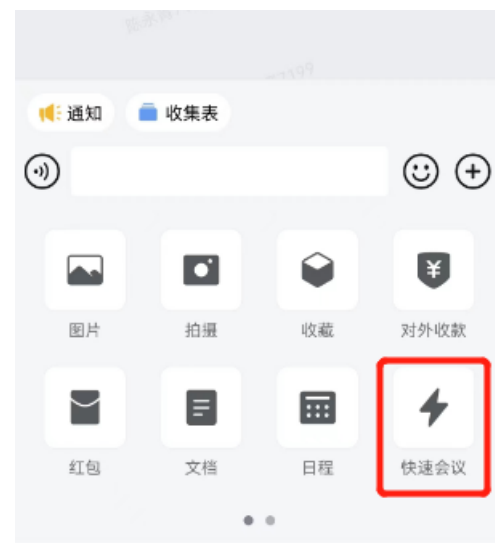 通知 收集表
图片 拍摄 收藏 对外收款
¥
红包 文档 日程 快速会议